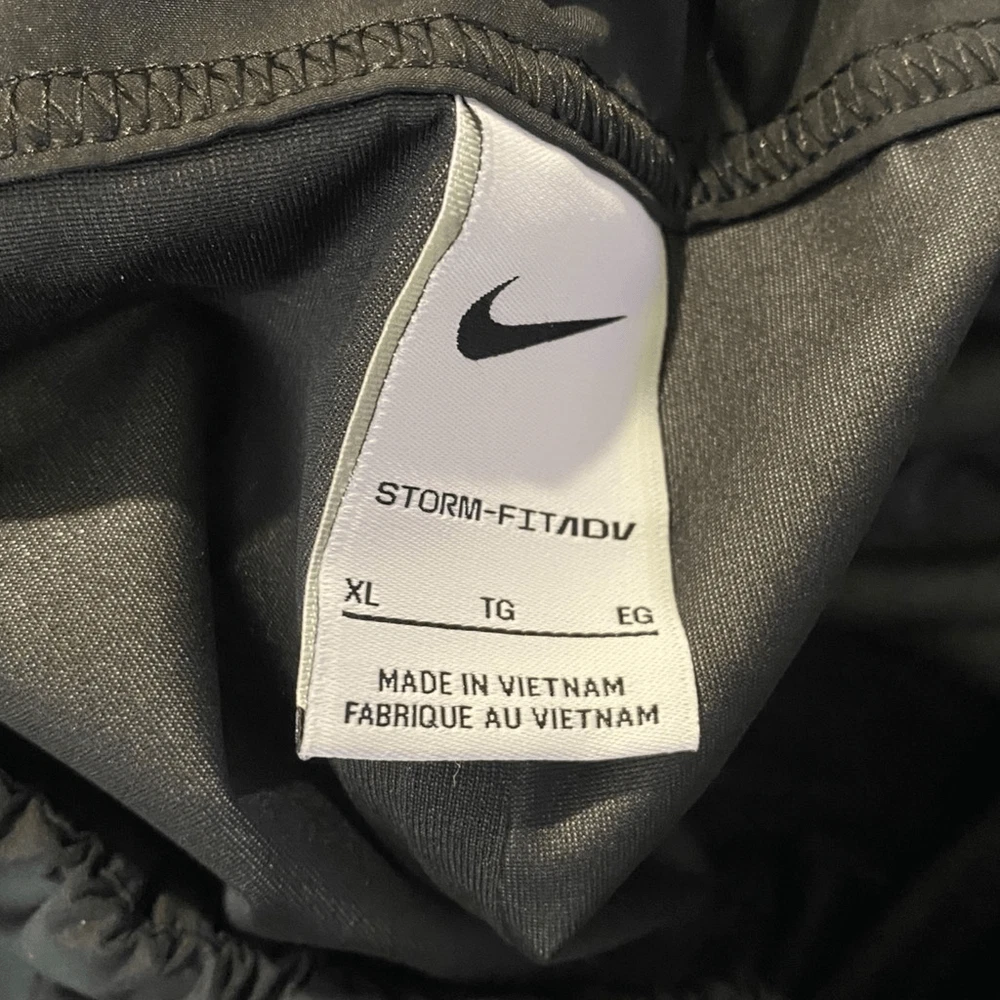 STORM-FITADV
XL TG EG
MADE IN VIETNAM
FABRIQUE AU VIETNAM